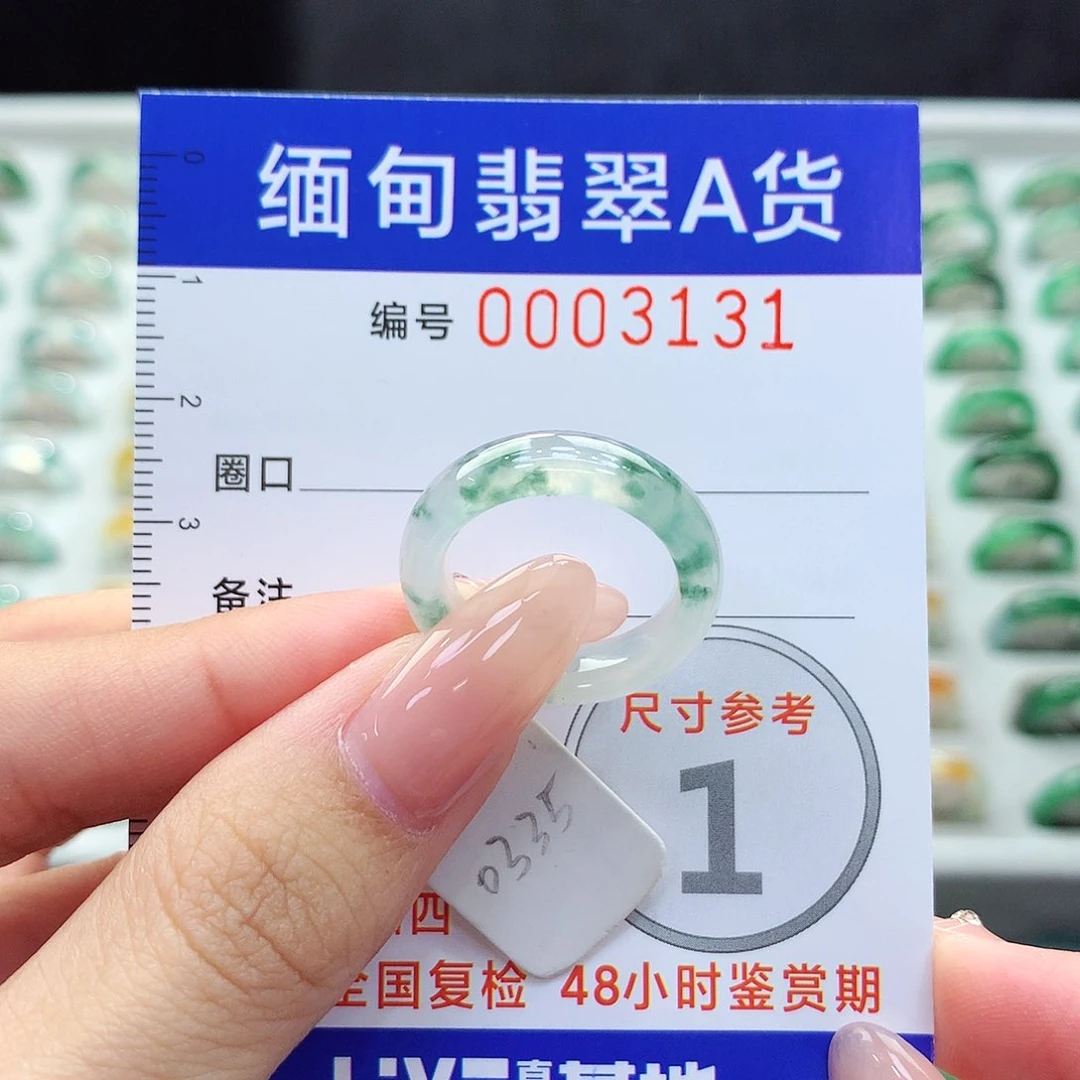 缅甸翡翠A货
编号 0003131
圈口
备注
尺寸参考
1
0335
四
全国复检 48小时鉴赏期
0
1
2
3